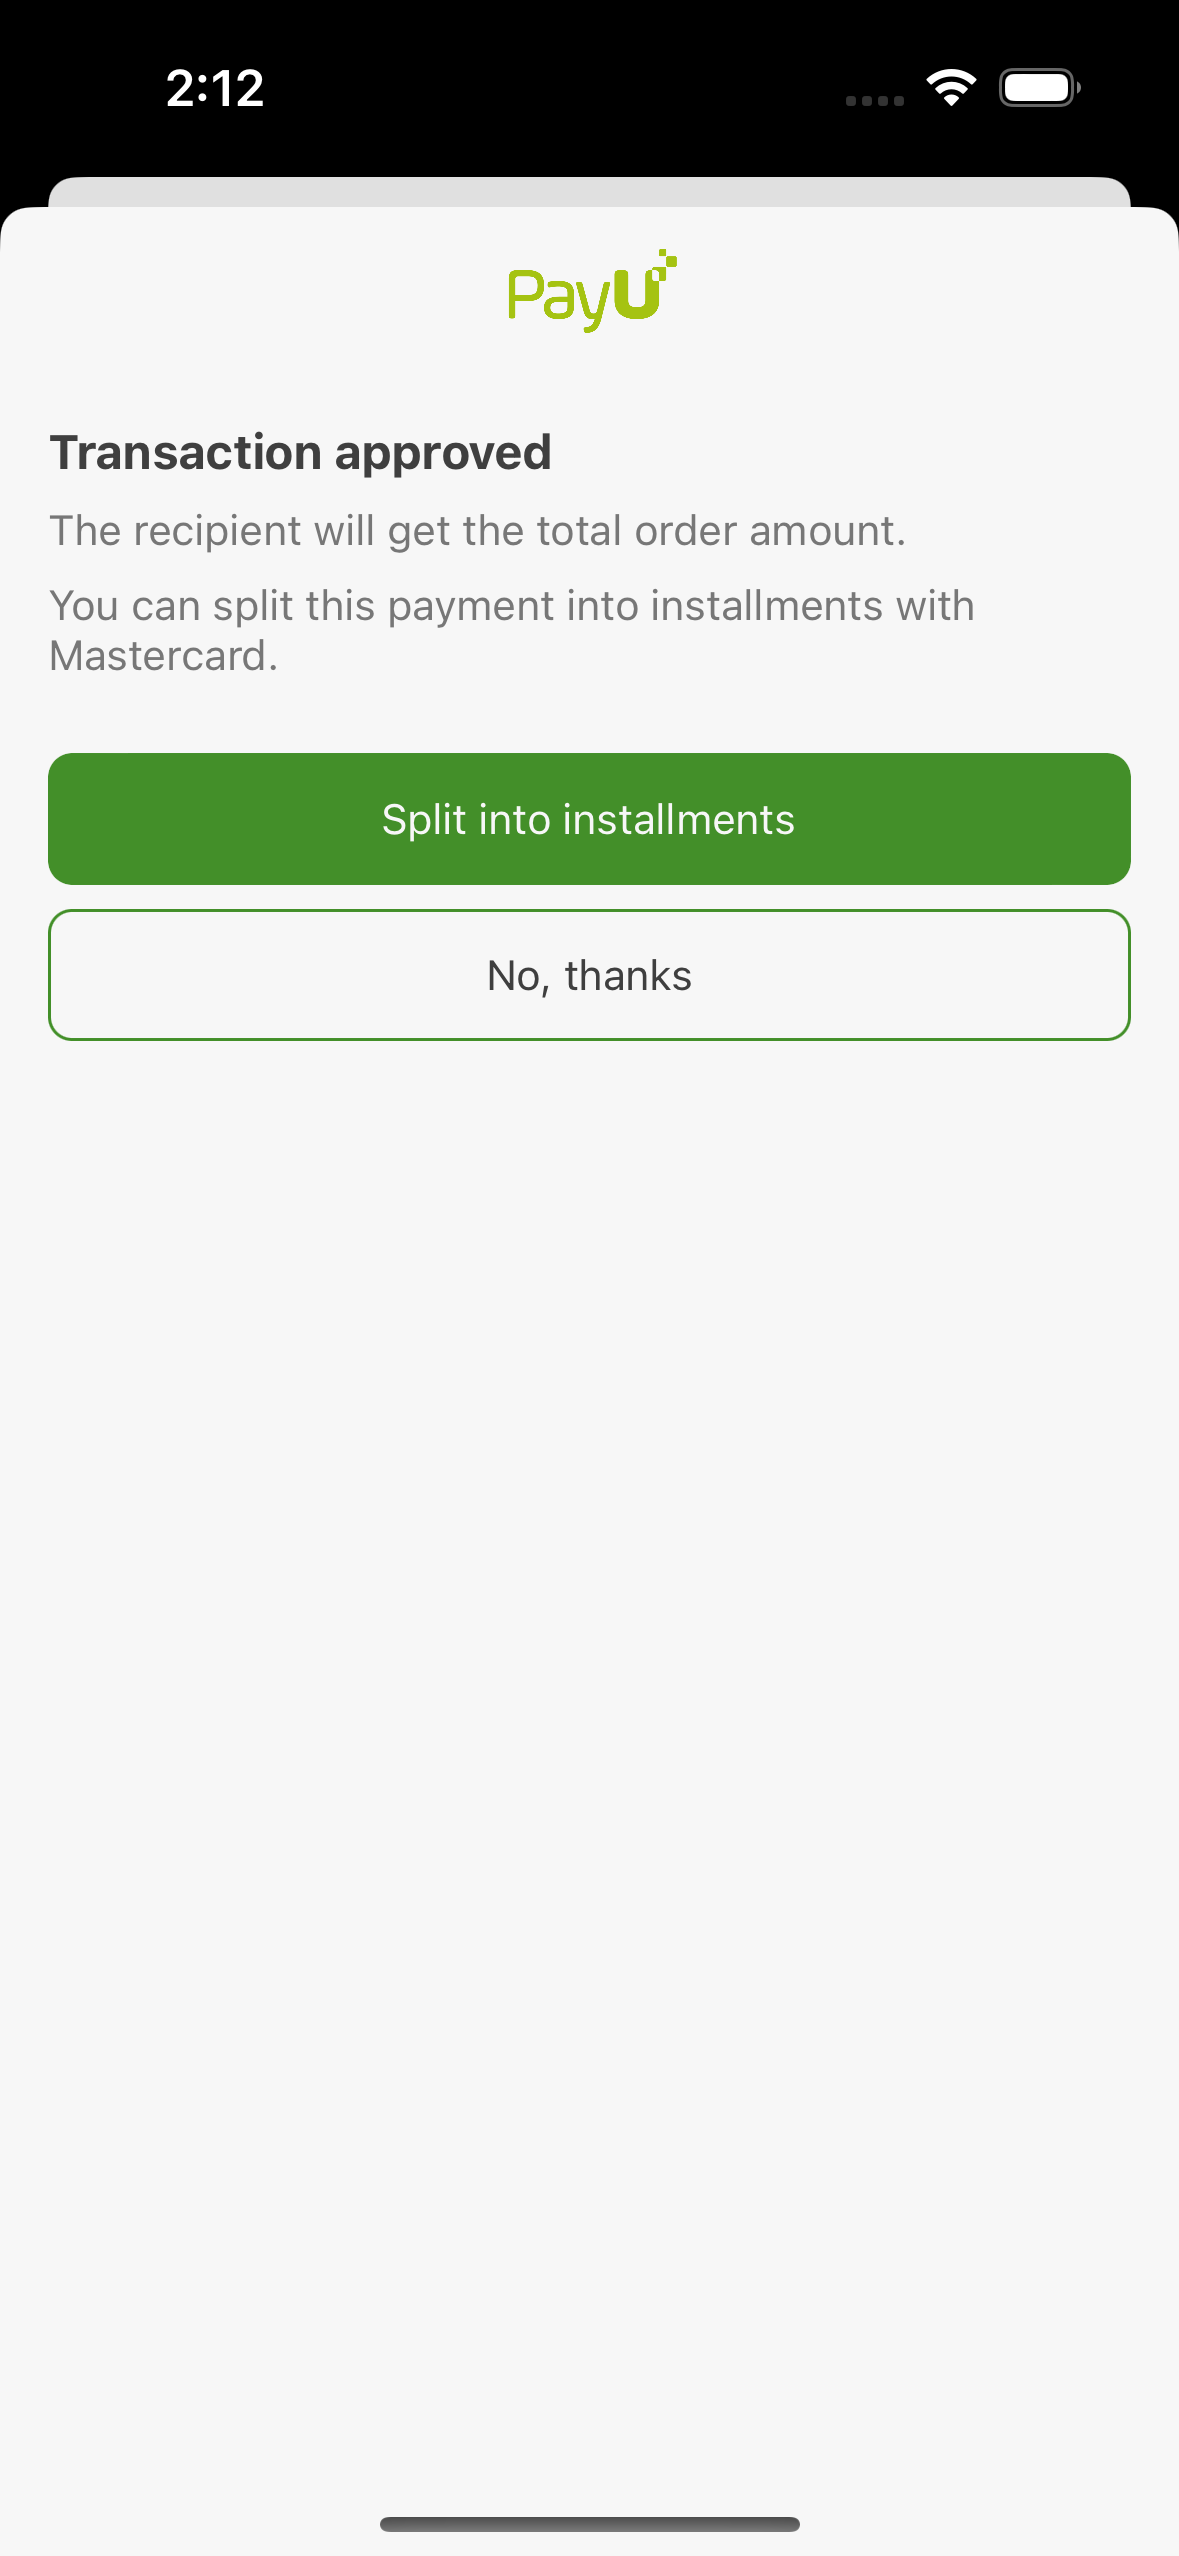 2:12
PayU
Transaction approved
The recipient will get the total order amount.
You can split this payment into installments with
Mastercard.
Split into installments
No, thanks